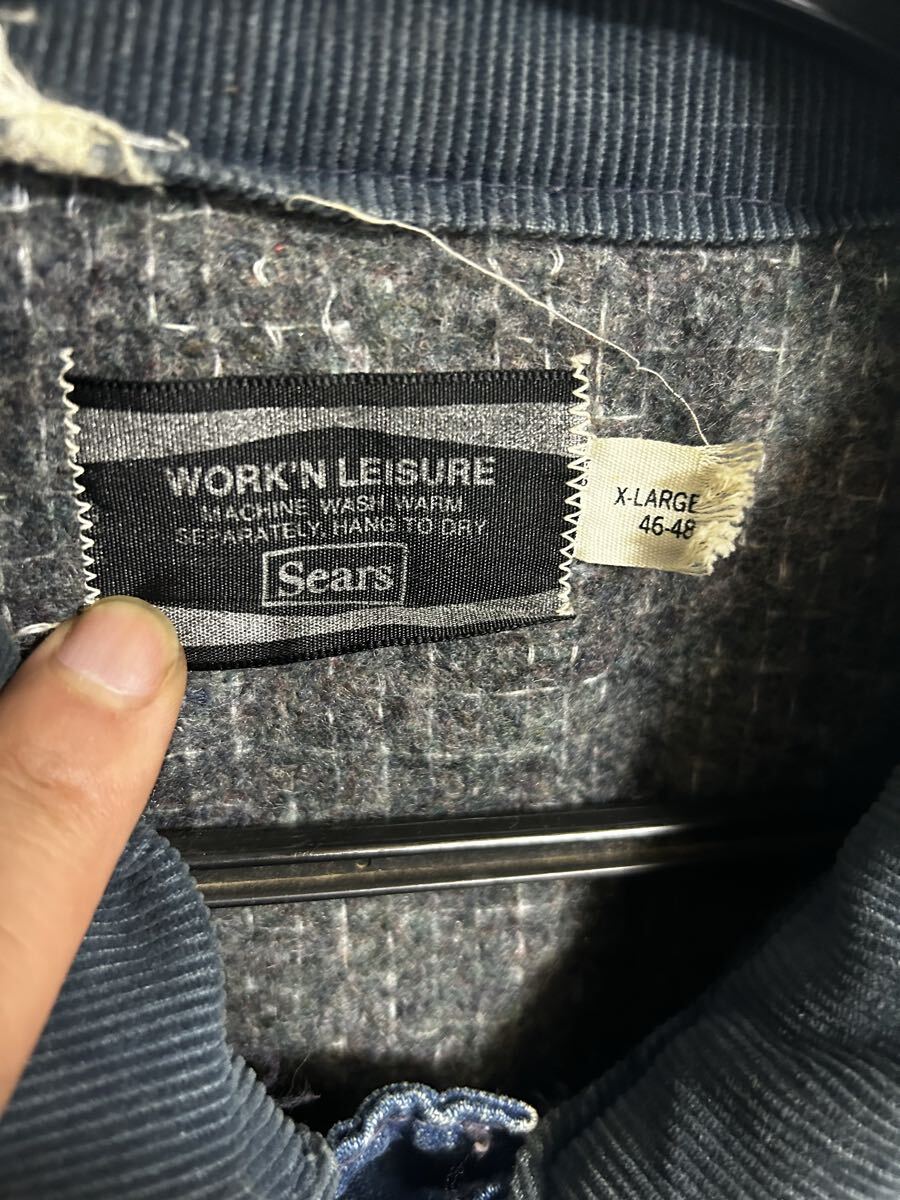 WORK'N LEISURE
MACHINE WASH WARM
SEPARATELY, HANG TO DRY
Sears
X-LARGE
46-48